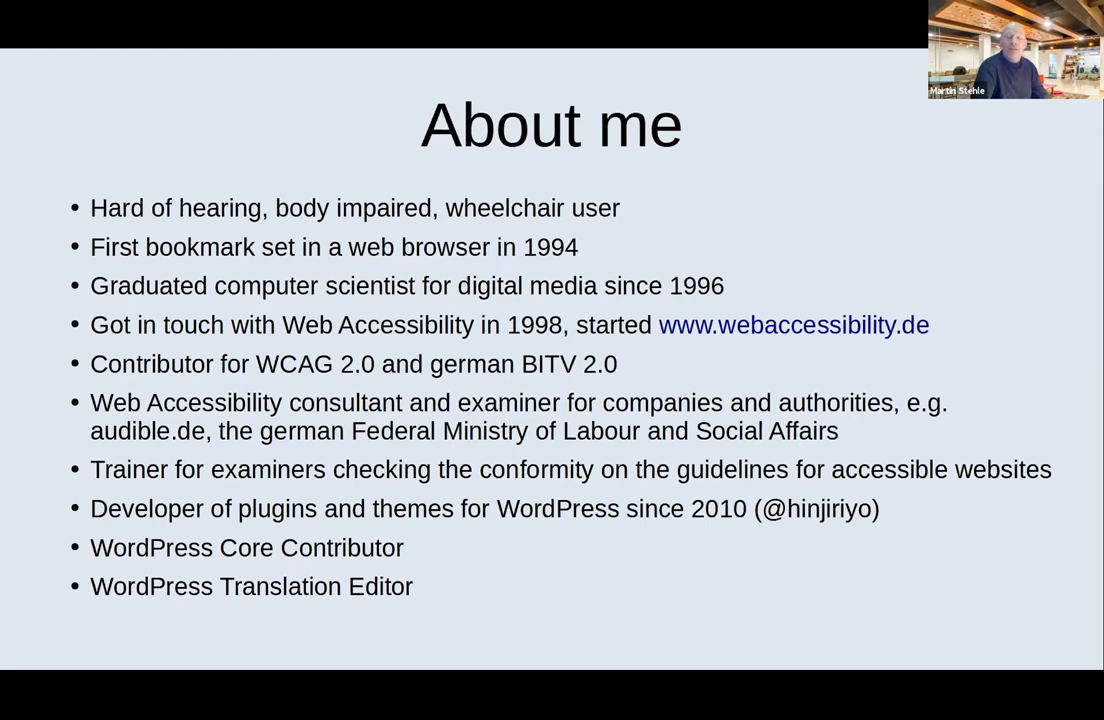 Martin Stehle
About me
• Hard of hearing, body impaired, wheelchair user
• First bookmark set in a web browser in 1994
• Graduated computer scientist for digital media since 1996
• Got in touch with Web Accessibility in 1998, started www.webaccessibility.de
• Contributor for WCAG 2.0 and german BITV 2.0
• Web Accessibility consultant and examiner for companies and authorities, e.g.
audible.de, the german Federal Ministry of Labour and Social Affairs
• Trainer for examiners checking the conformity on the guidelines for accessible websites
• Developer of plugins and themes for WordPress since 2010 (@hinjiriyo)
• WordPress Core Contributor
• WordPress Translation Editor